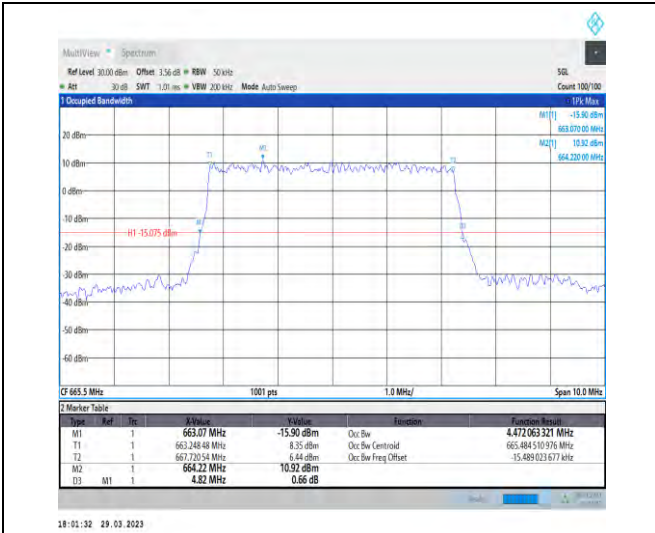 MultiView Spectrum
Ref Level 30.00 dBm Offset 3.56 dB RBW 50 kHz SGL
Att 30 dB SWT 1.01 ms VBW 200 kHz Mode Auto Sweep Count 100/100
1 Occupied Bandwidth 1Pk Max
M1[1] -15.90 dBm
663.070 00 MHz
M2[1] 10.92 dBm
664.220 00 MHz
20 dBm
T1 M2 T2
10 dBm
0 dBm
-10 dBm
M1 D3
H1 -15.075 dBm
-20 dBm
-30 dBm
-40 dBm
-50 dBm
-60 dBm
CF 665.5 MHz 1001 pts 1.0 MHz/ Span 10.0 MHz
2 Marker Table
Type Ref Trc X-Value Y-Value Function Function Result
M1 1 663.07 MHz -15.90 dBm Occ Bw 4.472 063 321 MHz
T1 1 663.248 48 MHz 8.35 dBm Occ Bw Centroid 665.484 510 976 MHz
T2 1 667.720 54 MHz 6.44 dBm Occ Bw Freq Offset -15.489 023 677 kHz
M2 1 664.22 MHz 10.92 dBm
D3 M1 1 4.82 MHz 0.66 dB
18:01:32 29.03.2023